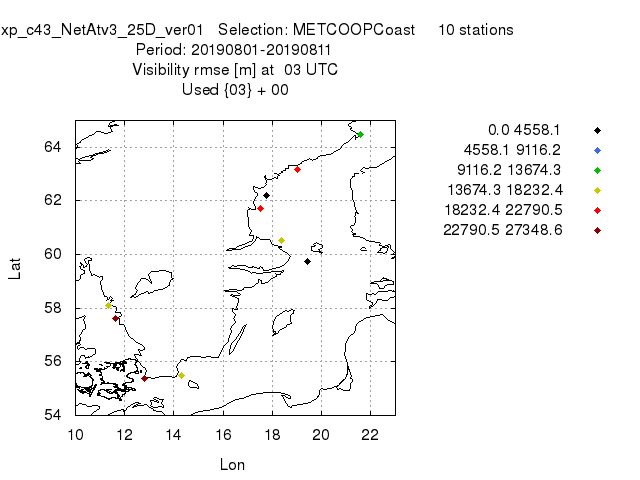 xp_c43_NetAtv3_25D_ver01 Selection: METCOOPCoast 10 stations
Period: 20190801-20190811
Visibility rmse [m] at 03 UTC
Used {03} + 00
0.0 4558.1
4558.1 9116.2
9116.2 13674.3
13674.3 18232.4
18232.4 22790.5
22790.5 27348.6
64
62
60
58
56
54
Lat
10 12 14 16 18 20 22
Lon